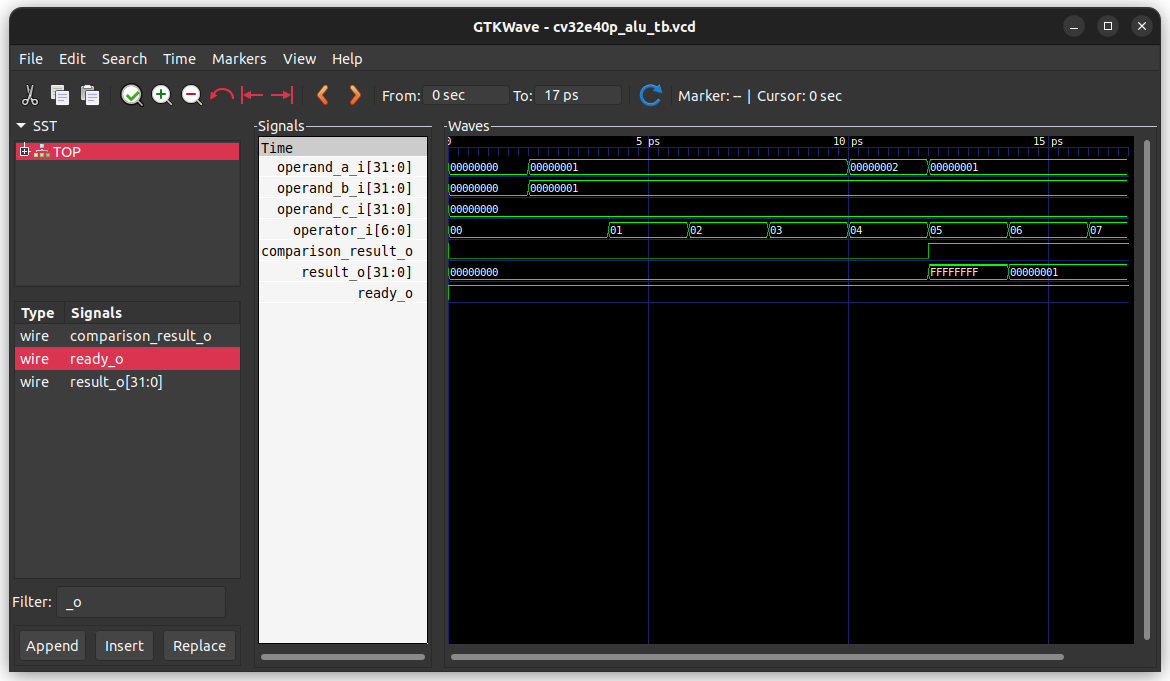 GTKWave - cv32e40p_alu_tb.vcd
File Edit Search Time Markers View Help
From: 0 sec To: 17 ps Marker: -- | Cursor: 0 sec
SST
TOP
Type Signals
wire comparison_result_o
wire ready_o
wire result_o[31:0]
Filter: _o
Append Insert Replace
Signals
Time
operand_a_i[31:0]
operand_b_i[31:0]
operand_c_i[31:0]
operator_i[6:0]
comparison_result_o
result_o[31:0]
ready_o
Waves
0 5 ps 10 ps 15 ps
00000000 00000001 00000002 00000001
00000000 00000001
00000000
00 01 02 03 04 05 06 07
00000000 FFFFFFFF 00000001